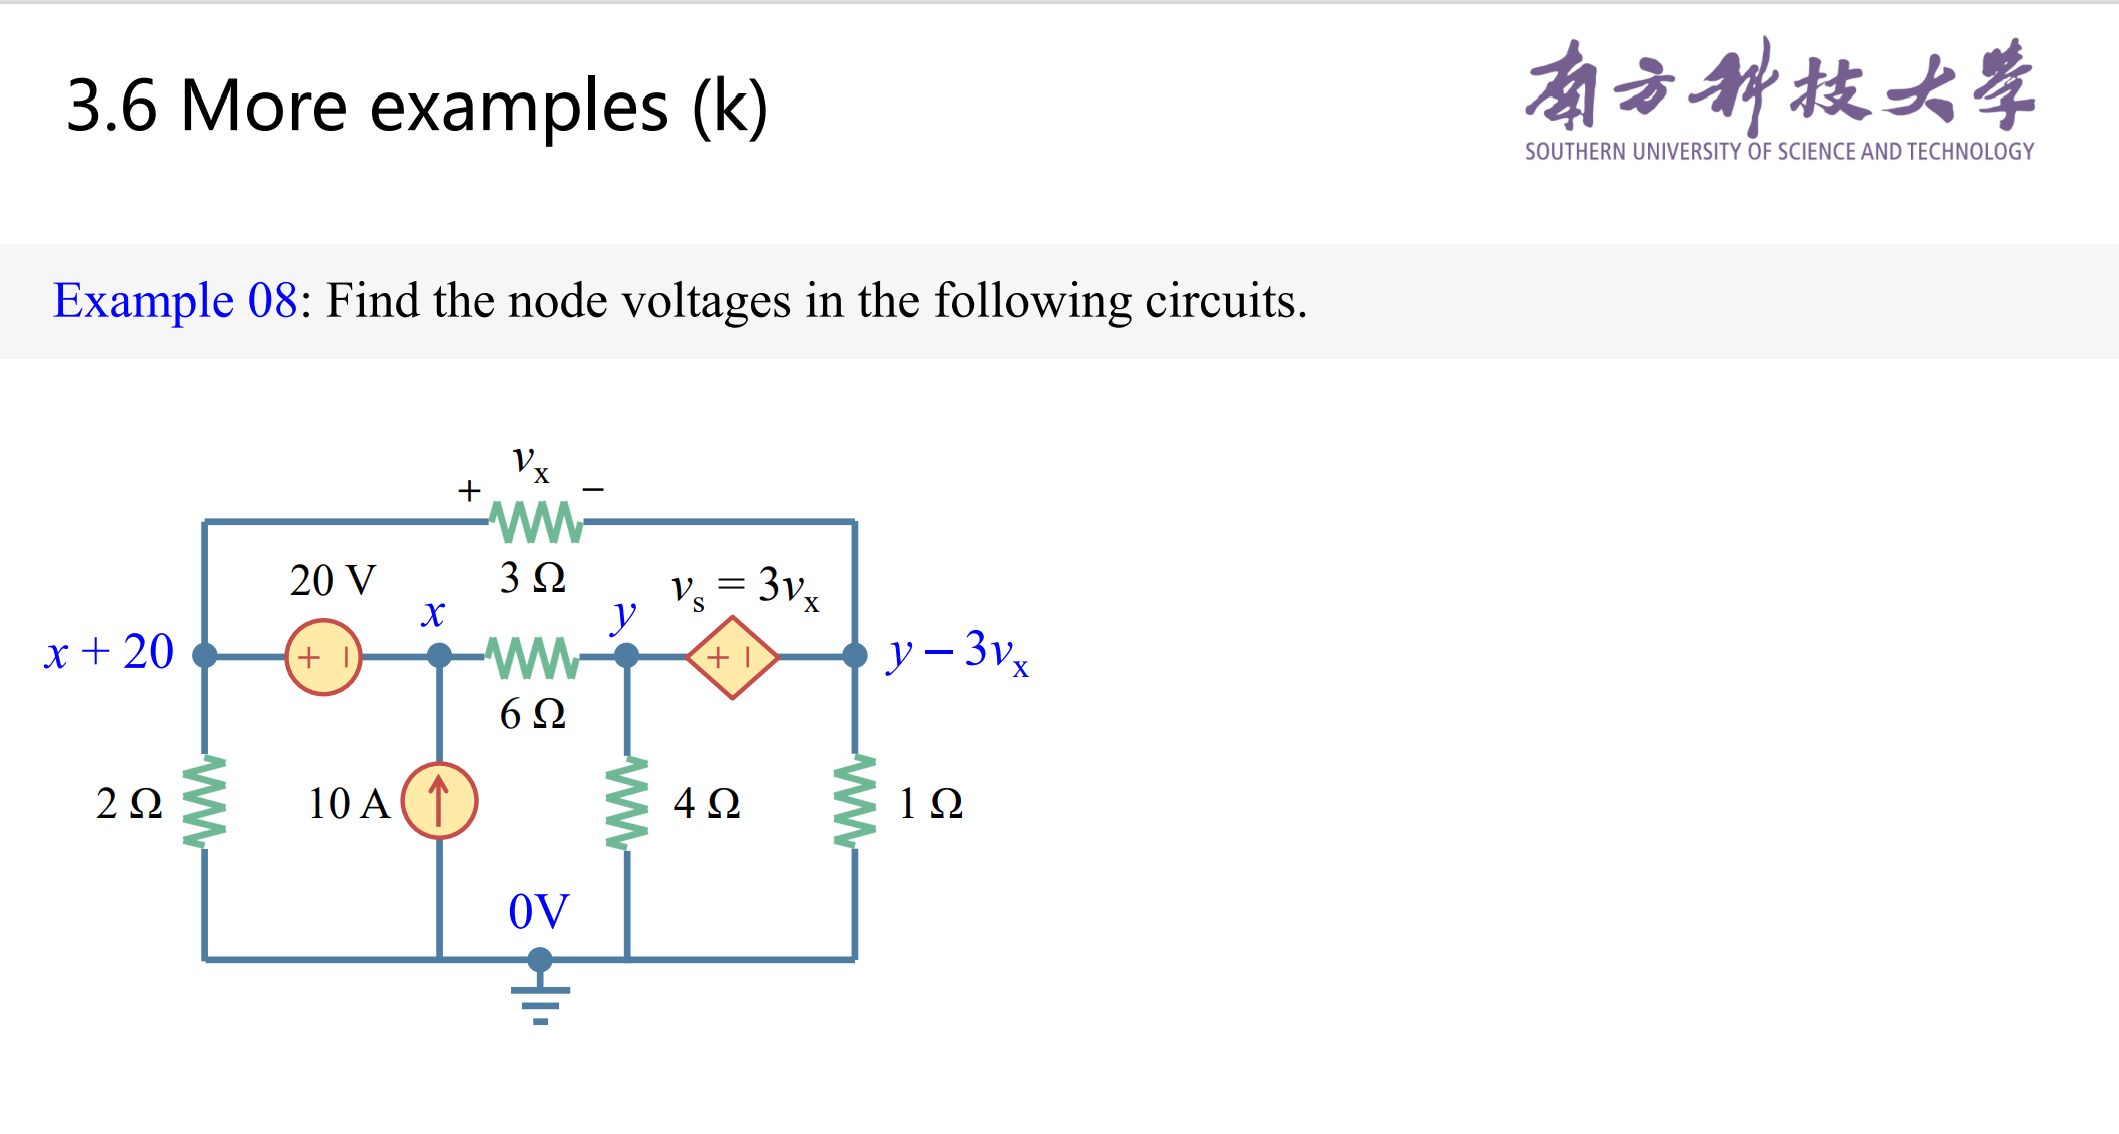 3.6 More examples (k)
南方科技大学
SOUTHERN UNIVERSITY OF SCIENCE AND TECHNOLOGY
Example 08: Find the node voltages in the following circuits.
vₓ
+ −
20 V
3 Ω
vₛ = 3vₓ
x
y
x + 20
+ −
+ −
y − 3vₓ
6 Ω
2 Ω
10 A
4 Ω
1 Ω
0V